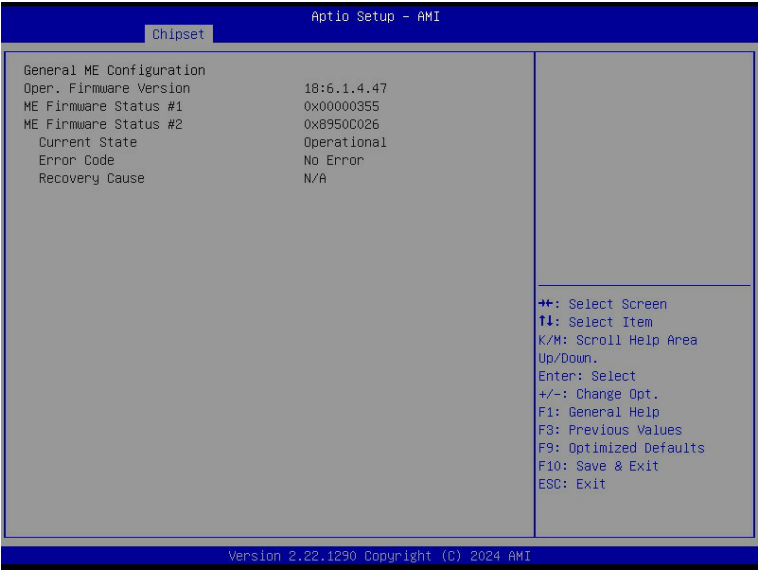 Aptio Setup – AMI
Chipset
General ME Configuration
Oper. Firmware Version 18:6.1.4.47
ME Firmware Status #1 0x00000355
ME Firmware Status #2 0x8950C026
Current State Operational
Error Code No Error
Recovery Cause N/A
→←: Select Screen
↑↓: Select Item
K/M: Scroll Help Area
Up/Down.
Enter: Select
+/-: Change Opt.
F1: General Help
F3: Previous Values
F9: Optimized Defaults
F10: Save & Exit
ESC: Exit
Version 2.22.1290 Copyright (C) 2024 AMI